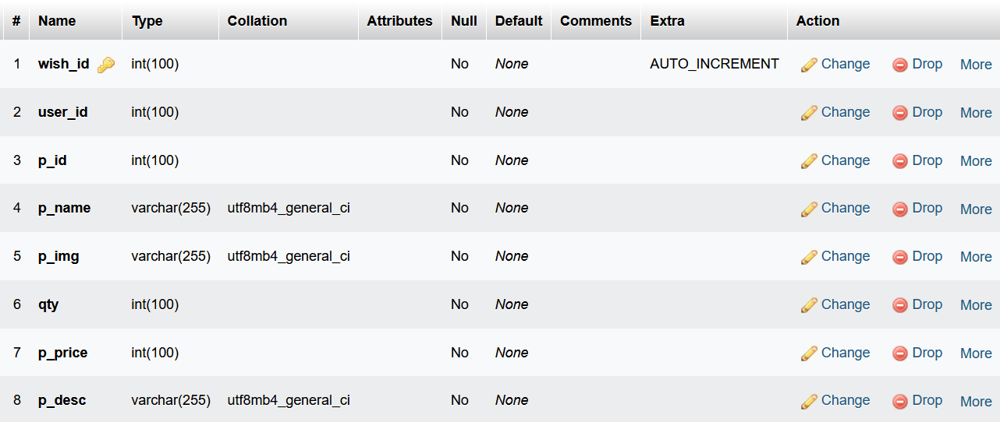 # Name Type Collation Attributes Null Default Comments Extra Action
1 wish_id int(100) No None AUTO_INCREMENT Change Drop More
2 user_id int(100) No None Change Drop More
3 p_id int(100) No None Change Drop More
4 p_name varchar(255) utf8mb4_general_ci No None Change Drop More
5 p_img varchar(255) utf8mb4_general_ci No None Change Drop More
6 qty int(100) No None Change Drop More
7 p_price int(100) No None Change Drop More
8 p_desc varchar(255) utf8mb4_general_ci No None Change Drop More